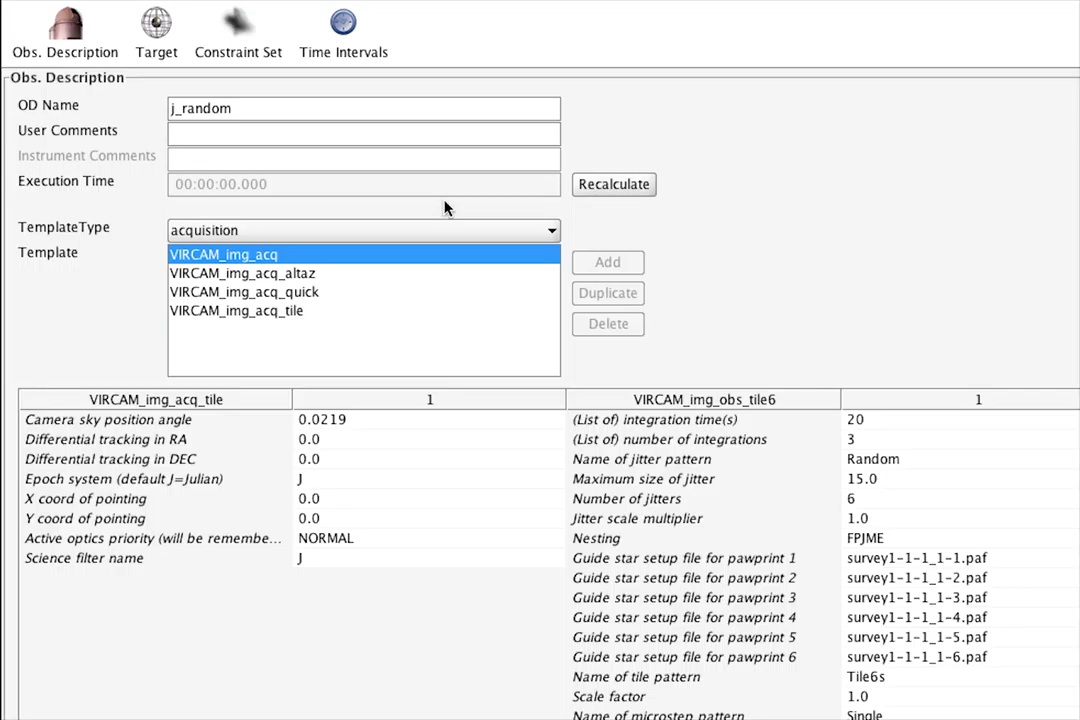 Obs. Description Target Constraint Set Time Intervals
Obs. Description
OD Name j_random
User Comments
Instrument Comments
Execution Time 00:00:00.000 Recalculate
TemplateType acquisition
Template VIRCAM_img_acq
VIRCAM_img_acq_altaz
VIRCAM_img_acq_quick
VIRCAM_img_acq_tile
Add
Duplicate
Delete
VIRCAM_img_acq_tile 1 VIRCAM_img_obs_tile6 1
Camera sky position angle 0.0219 (List of) integration time(s) 20
Differential tracking in RA 0.0 (List of) number of integrations 3
Differential tracking in DEC 0.0 Name of jitter pattern Random
Epoch system (default J=Julian) J Maximum size of jitter 15.0
X coord of pointing 0.0 Number of jitters 6
Y coord of pointing 0.0 Jitter scale multiplier 1.0
Active optics priority (will be remembe... NORMAL Nesting FPJME
Science filter name J Guide star setup file for pawprint 1 survey1-1-1_1-1.paf
Guide star setup file for pawprint 2 survey1-1-1_1-2.paf
Guide star setup file for pawprint 3 survey1-1-1_1-3.paf
Guide star setup file for pawprint 4 survey1-1-1_1-4.paf
Guide star setup file for pawprint 5 survey1-1-1_1-5.paf
Guide star setup file for pawprint 6 survey1-1-1_1-6.paf
Name of tile pattern Tile6s
Scale factor 1.0
Name of microstep pattern Single